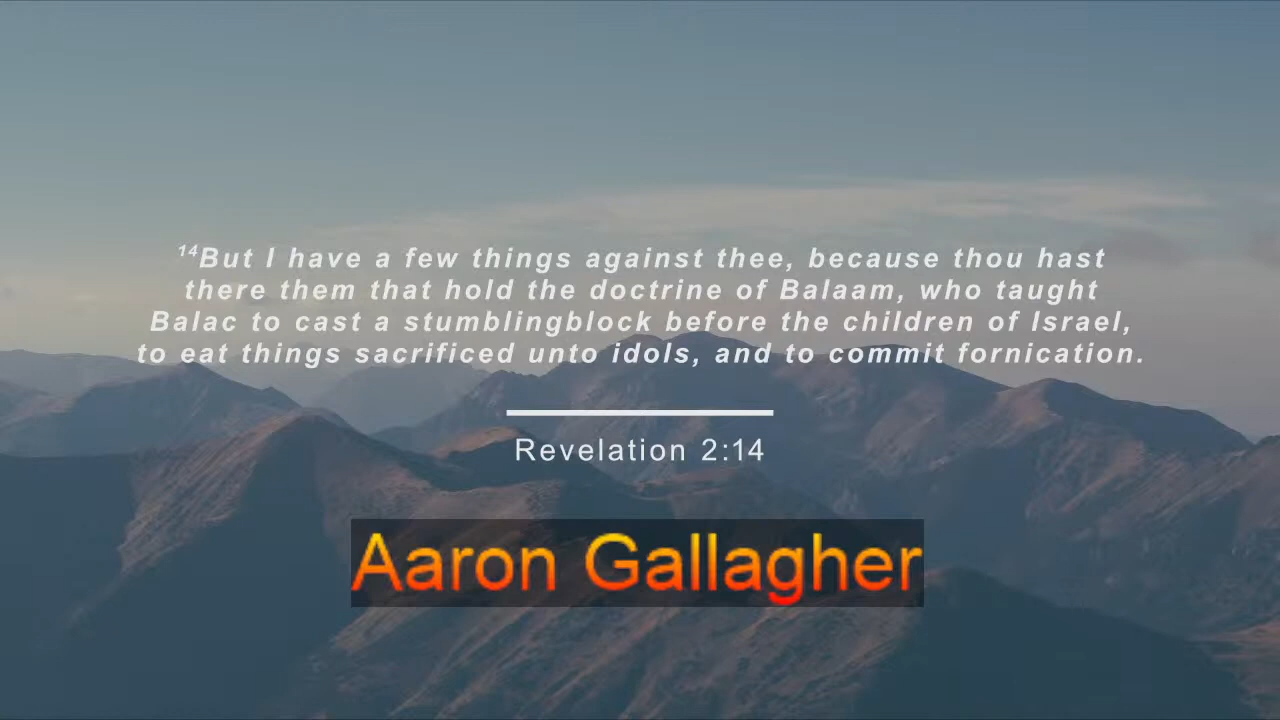 ¹⁴But I have a few things against thee, because thou hast
there them that hold the doctrine of Balaam, who taught
Balac to cast a stumblingblock before the children of Israel,
to eat things sacrificed unto idols, and to commit fornication.
Revelation 2:14
Aaron Gallagher